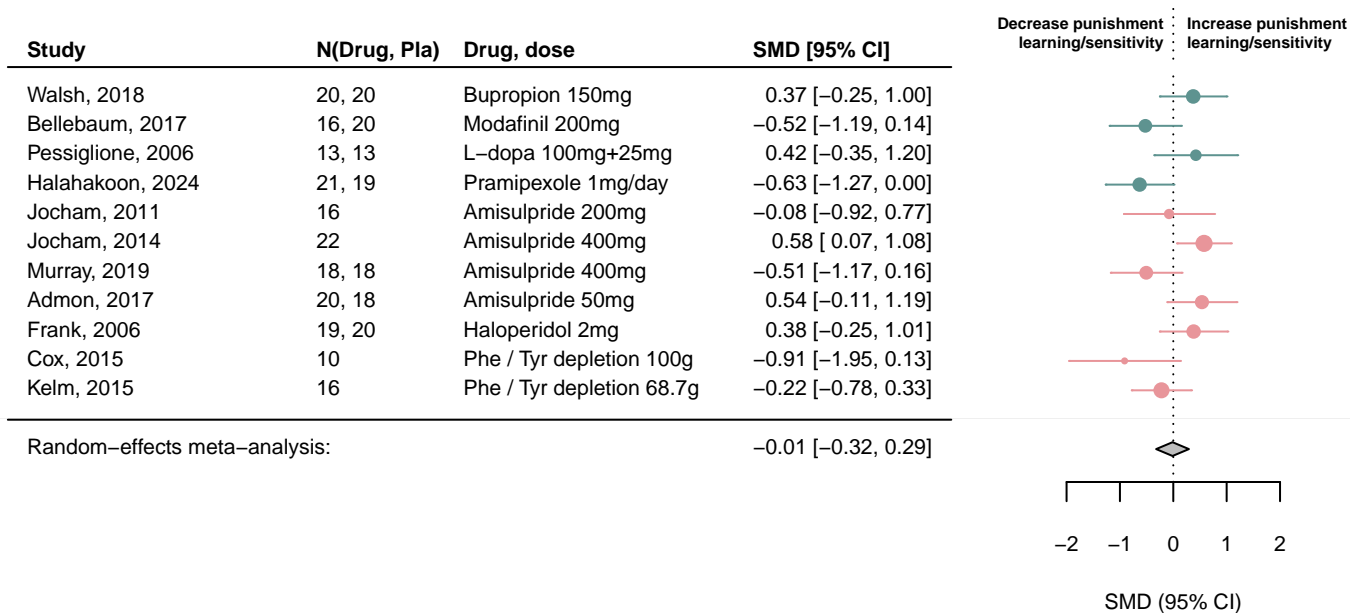 Decrease punishment learning/sensitivity
Increase punishment learning/sensitivity
Study N(Drug, Pla) Drug, dose SMD [95% CI]
Walsh, 2018 20, 20 Bupropion 150mg 0.37 [−0.25, 1.00]
Bellebaum, 2017 16, 20 Modafinil 200mg −0.52 [−1.19, 0.14]
Pessiglione, 2006 13, 13 L−dopa 100mg+25mg 0.42 [−0.35, 1.20]
Halahakoon, 2024 21, 19 Pramipexole 1mg/day −0.63 [−1.27, 0.00]
Jocham, 2011 16 Amisulpride 200mg −0.08 [−0.92, 0.77]
Jocham, 2014 22 Amisulpride 400mg 0.58 [ 0.07, 1.08]
Murray, 2019 18, 18 Amisulpride 400mg −0.51 [−1.17, 0.16]
Admon, 2017 20, 18 Amisulpride 50mg 0.54 [−0.11, 1.19]
Frank, 2006 19, 20 Haloperidol 2mg 0.38 [−0.25, 1.01]
Cox, 2015 10 Phe / Tyr depletion 100g −0.91 [−1.95, 0.13]
Kelm, 2015 16 Phe / Tyr depletion 68.7g −0.22 [−0.78, 0.33]
Random−effects meta−analysis: −0.01 [−0.32, 0.29]
−2 −1 0 1 2
SMD (95% CI)